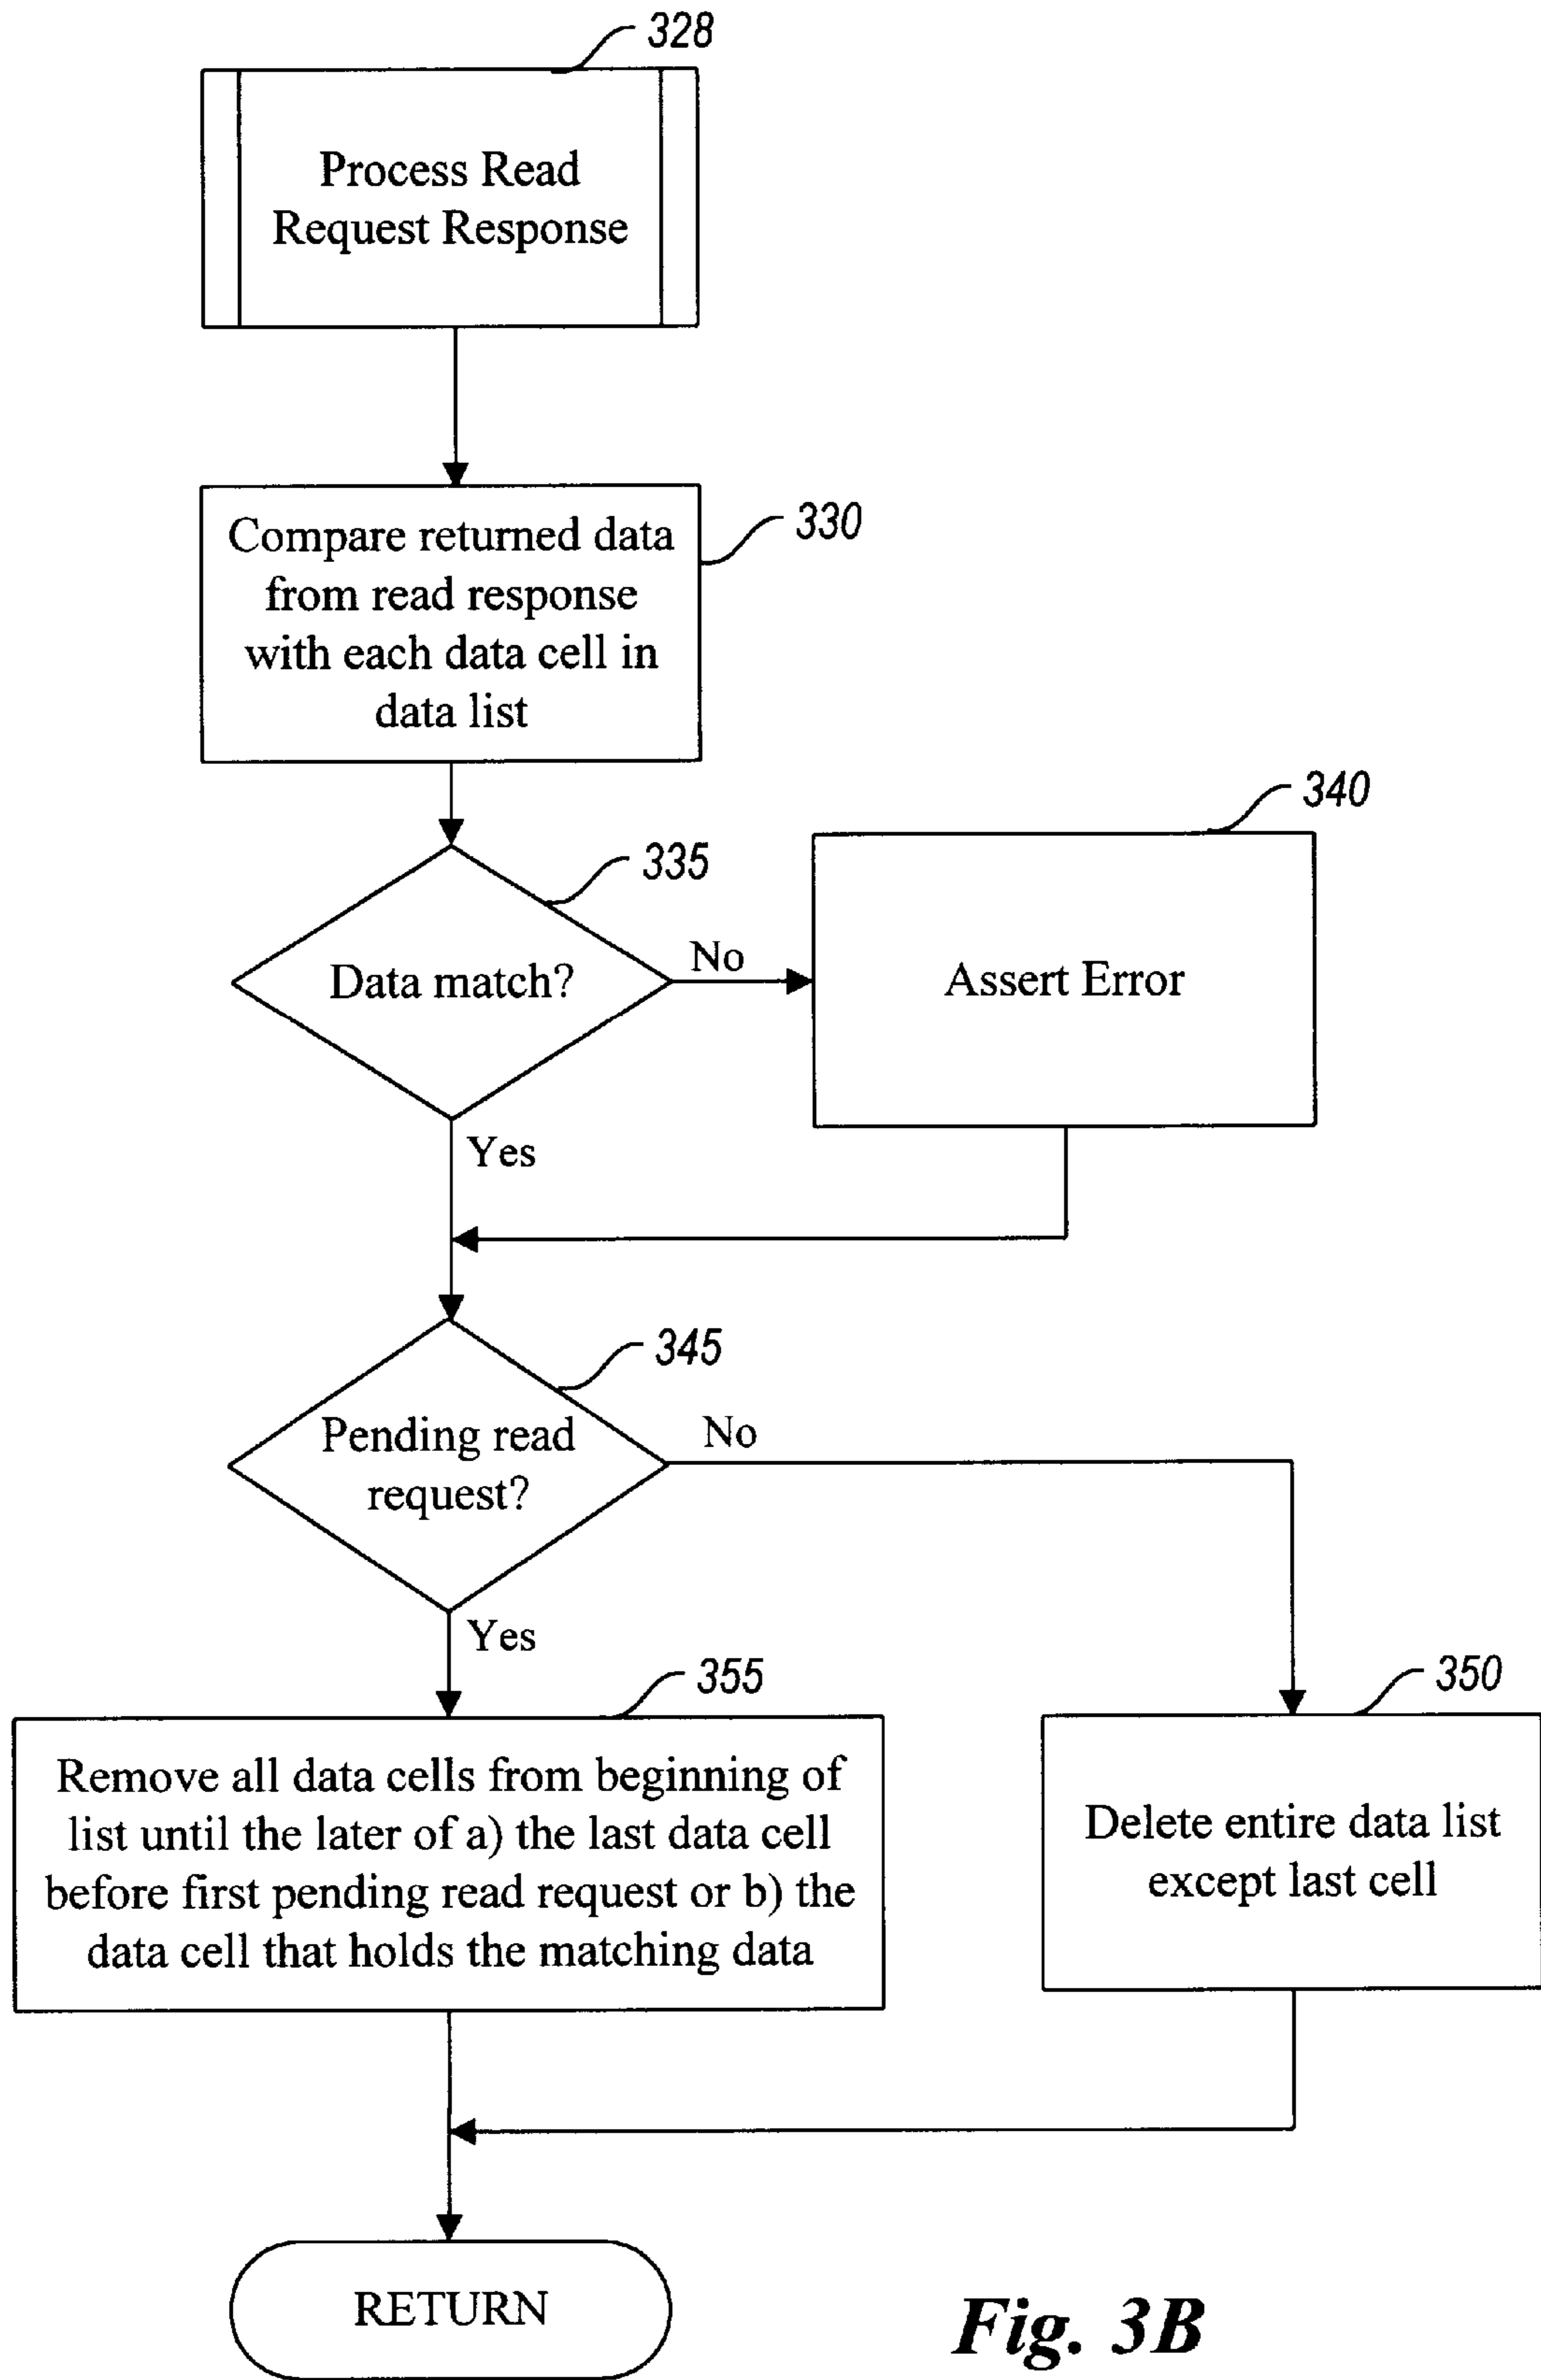 328
Process Read
Request Response
330
Compare returned data
from read response
with each data cell in
data list
340
335
Data match?
No
Assert Error
Yes
345
Pending read
request?
No
Yes
355
350
Remove all data cells from beginning of
list until the later of a) the last data cell
before first pending read request or b) the
data cell that holds the matching data
Delete entire data list
except last cell
RETURN
Fig. 3B